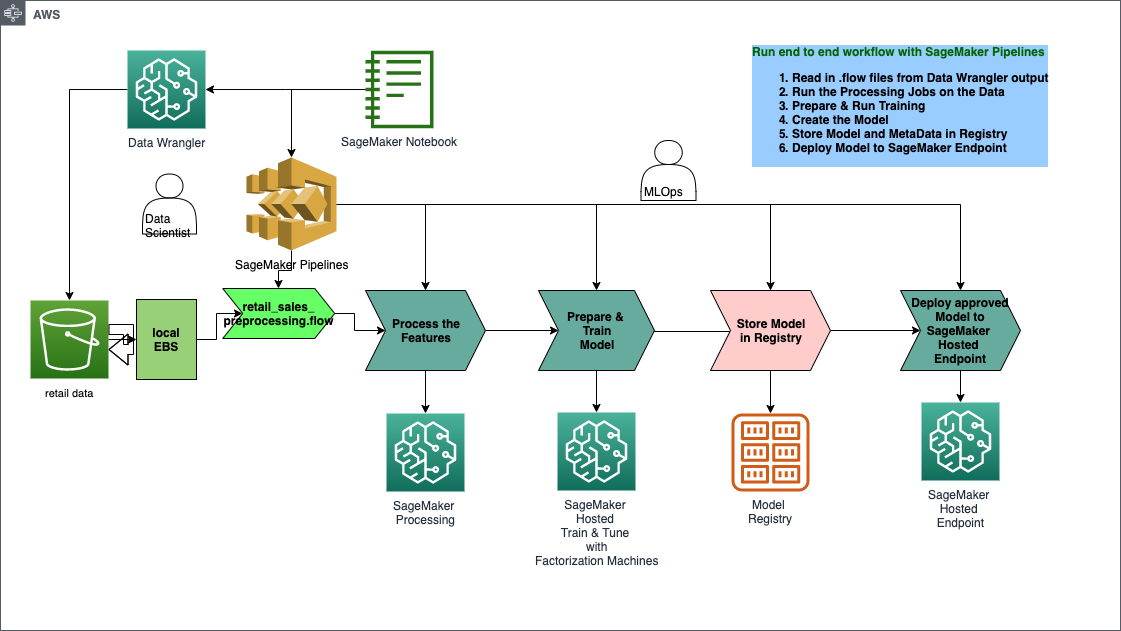 AWS
Run end to end workflow with SageMaker Pipelines
1. Read in .flow files from Data Wrangler output
2. Run the Processing Jobs on the Data
3. Prepare & Run Training
4. Create the Model
5. Store Model and MetaData in Registry
6. Deploy Model to SageMaker Endpoint
Data Wrangler
SageMaker Notebook
MLOps
Data
Scientist
SageMaker Pipelines
retail data
local
EBS
retail_sales_
preprocessing.flow
Process the
Features
Prepare &
Train
Model
Store Model
in Registry
Deploy approved
Model to
SageMaker
Hosted
Endpoint
SageMaker
Processing
SageMaker
Hosted
Train & Tune
with
Factorization Machines
Model
Registry
SageMaker
Hosted
Endpoint